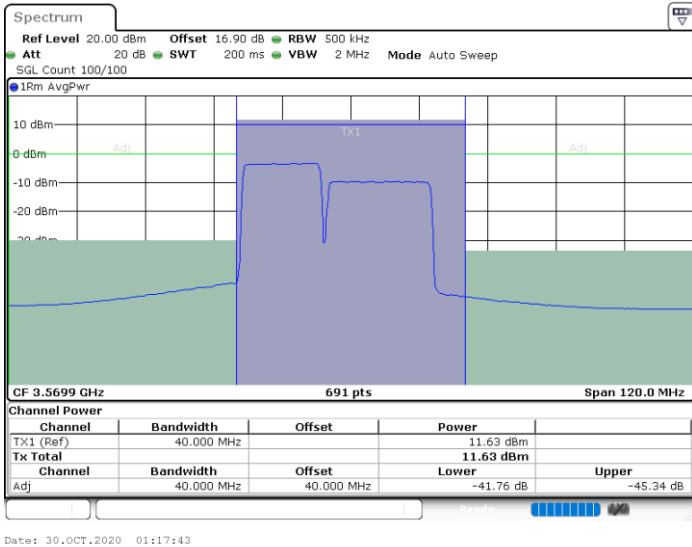 Spectrum
Ref Level 20.00 dBm Offset 16.90 dB RBW 500 kHz
Att 20 dB SWT 200 ms VBW 2 MHz Mode Auto Sweep
SGL Count 100/100
1Rm AvgPwr
10 dBm
TX1
Adj Adj
0 dBm
-10 dBm
-20 dBm
-30 dBm
CF 3.5699 GHz 691 pts Span 120.0 MHz
Channel Power
Channel Bandwidth Offset Power
TX1 (Ref) 40.000 MHz 11.63 dBm
Tx Total 11.63 dBm
Channel Bandwidth Offset Lower Upper
Adj 40.000 MHz 40.000 MHz -41.76 dB -45.34 dB
Ready
Date: 30.OCT.2020 01:17:43